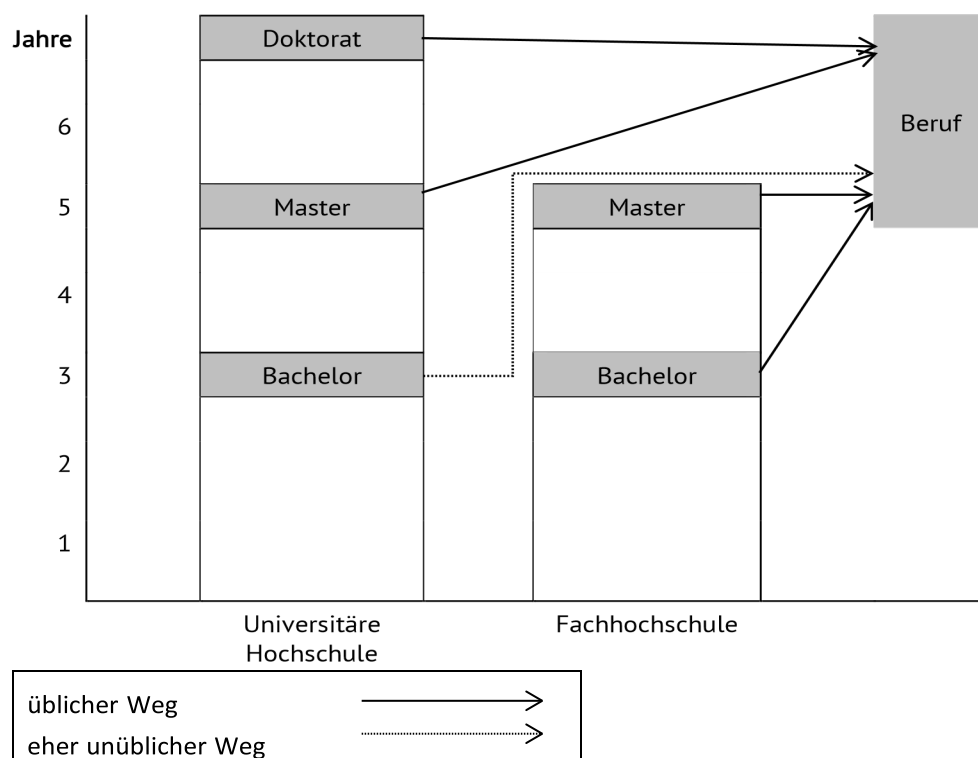 Jahre
Doktorat
Beruf
6
5
Master
Master
4
3
Bachelor
Bachelor
2
1
Universitäre
Hochschule
Fachhochschule
üblicher Weg
eher unüblicher Weg